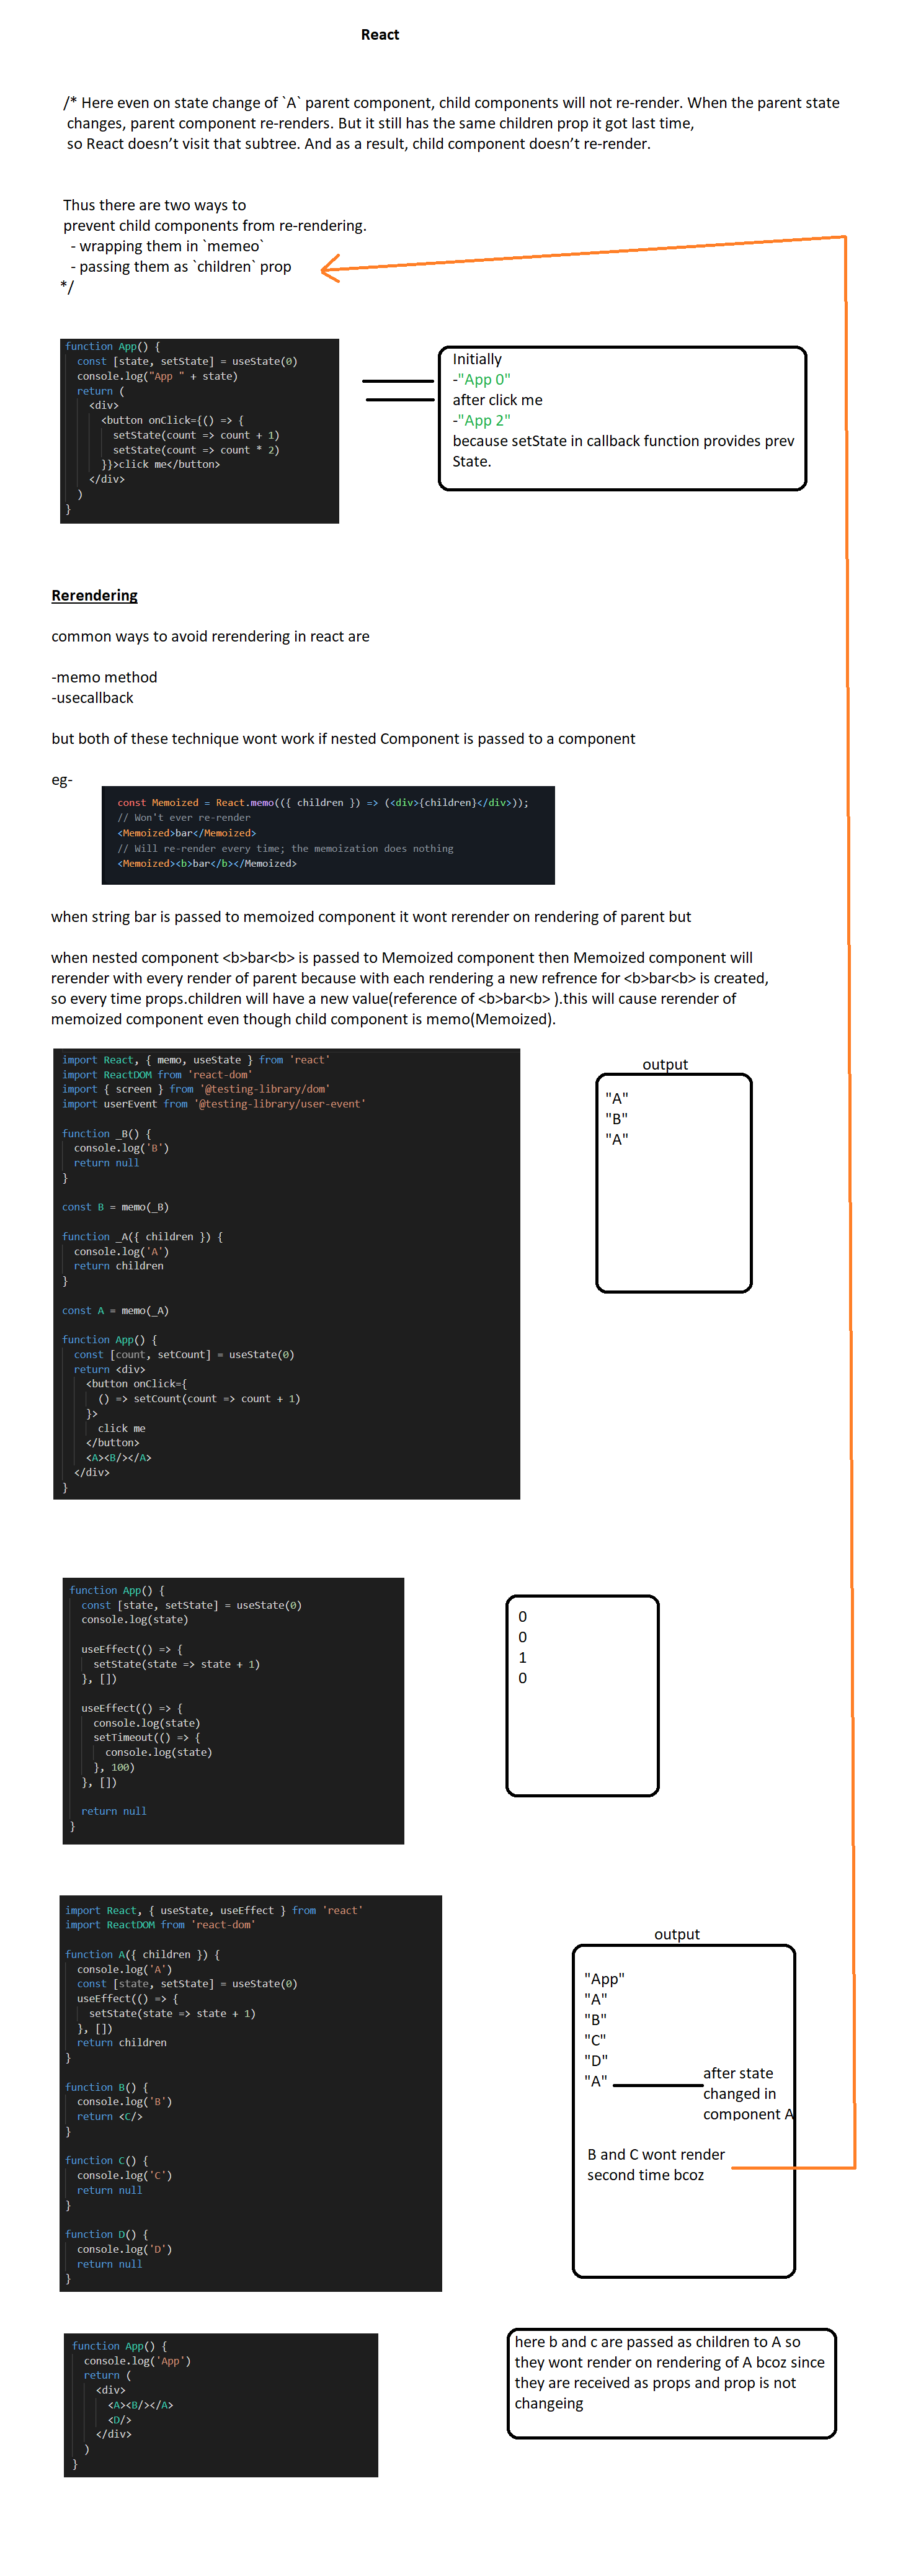 React
/* Here even on state change of `A` parent component, child components will not re-render. When the parent state
changes, parent component re-renders. But it still has the same children prop it got last time,
so React doesn’t visit that subtree. And as a result, child component doesn’t re-render.
Thus there are two ways to
prevent child components from re-rendering.
- wrapping them in `memeo`
- passing them as `children` prop
*/
function App() {
const [state, setState] = useState(0)
console.log("App " + state)
return (
<div>
<button onClick={() => {
setState(count => count + 1)
setState(count => count * 2)
}}>click me</button>
</div>
)
}
Initially
-"App 0"
after click me
-"App 2"
because setState in callback function provides prev
State.
Rerendering
common ways to avoid rerendering in react are
-memo method
-usecallback
but both of these technique wont work if nested Component is passed to a component
eg-
const Memoized = React.memo(({ children }) => (<div>{children}</div>));
// Won't ever re-render
<Memoized>bar</Memoized>
// Will re-render every time; the memoization does nothing
<Memoized><b>bar</b></Memoized>
when string bar is passed to memoized component it wont rerender on rendering of parent but
when nested component <b>bar<b> is passed to Memoized component then Memoized component will
rerender with every render of parent because with each rendering a new refrence for <b>bar<b> is created,
so every time props.children will have a new value(reference of <b>bar<b> ).this will cause rerender of
memoized component even though child component is memo(Memoized).
import React, { memo, useState } from 'react'
import ReactDOM from 'react-dom'
import { screen } from '@testing-library/dom'
import userEvent from '@testing-library/user-event'
function _B() {
console.log('B')
return null
}
const B = memo(_B)
function _A({ children }) {
console.log('A')
return children
}
const A = memo(_A)
function App() {
const [count, setCount] = useState(0)
return <div>
<button onClick={
() => setCount(count => count + 1)
}>
click me
</button>
<A><B/></A>
</div>
}
output
"A"
"B"
"A"
function App() {
const [state, setState] = useState(0)
console.log(state)
useEffect(() => {
setState(state => state + 1)
}, [])
useEffect(() => {
console.log(state)
setTimeout(() => {
console.log(state)
}, 100)
}, [])
return null
}
0
0
1
0
import React, { useState, useEffect } from 'react'
import ReactDOM from 'react-dom'
function A({ children }) {
console.log('A')
const [state, setState] = useState(0)
useEffect(() => {
setState(state => state + 1)
}, [])
return children
}
function B() {
console.log('B')
return <C/>
}
function C() {
console.log('C')
return null
}
function D() {
console.log('D')
return null
}
output
"App"
"A"
"B"
"C"
"D"
"A"
after state
changed in
component A
B and C wont render
second time bcoz
function App() {
console.log('App')
return (
<div>
<A><B/></A>
<D/>
</div>
)
}
here b and c are passed as children to A so
they wont render on rendering of A bcoz since
they are received as props and prop is not
changeing